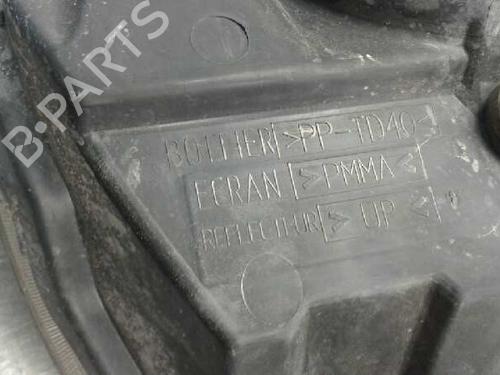 B-PARTS
BOITIER >PP-TD40<
ECRAN >PMMA<
REFLECTEUR > UP <